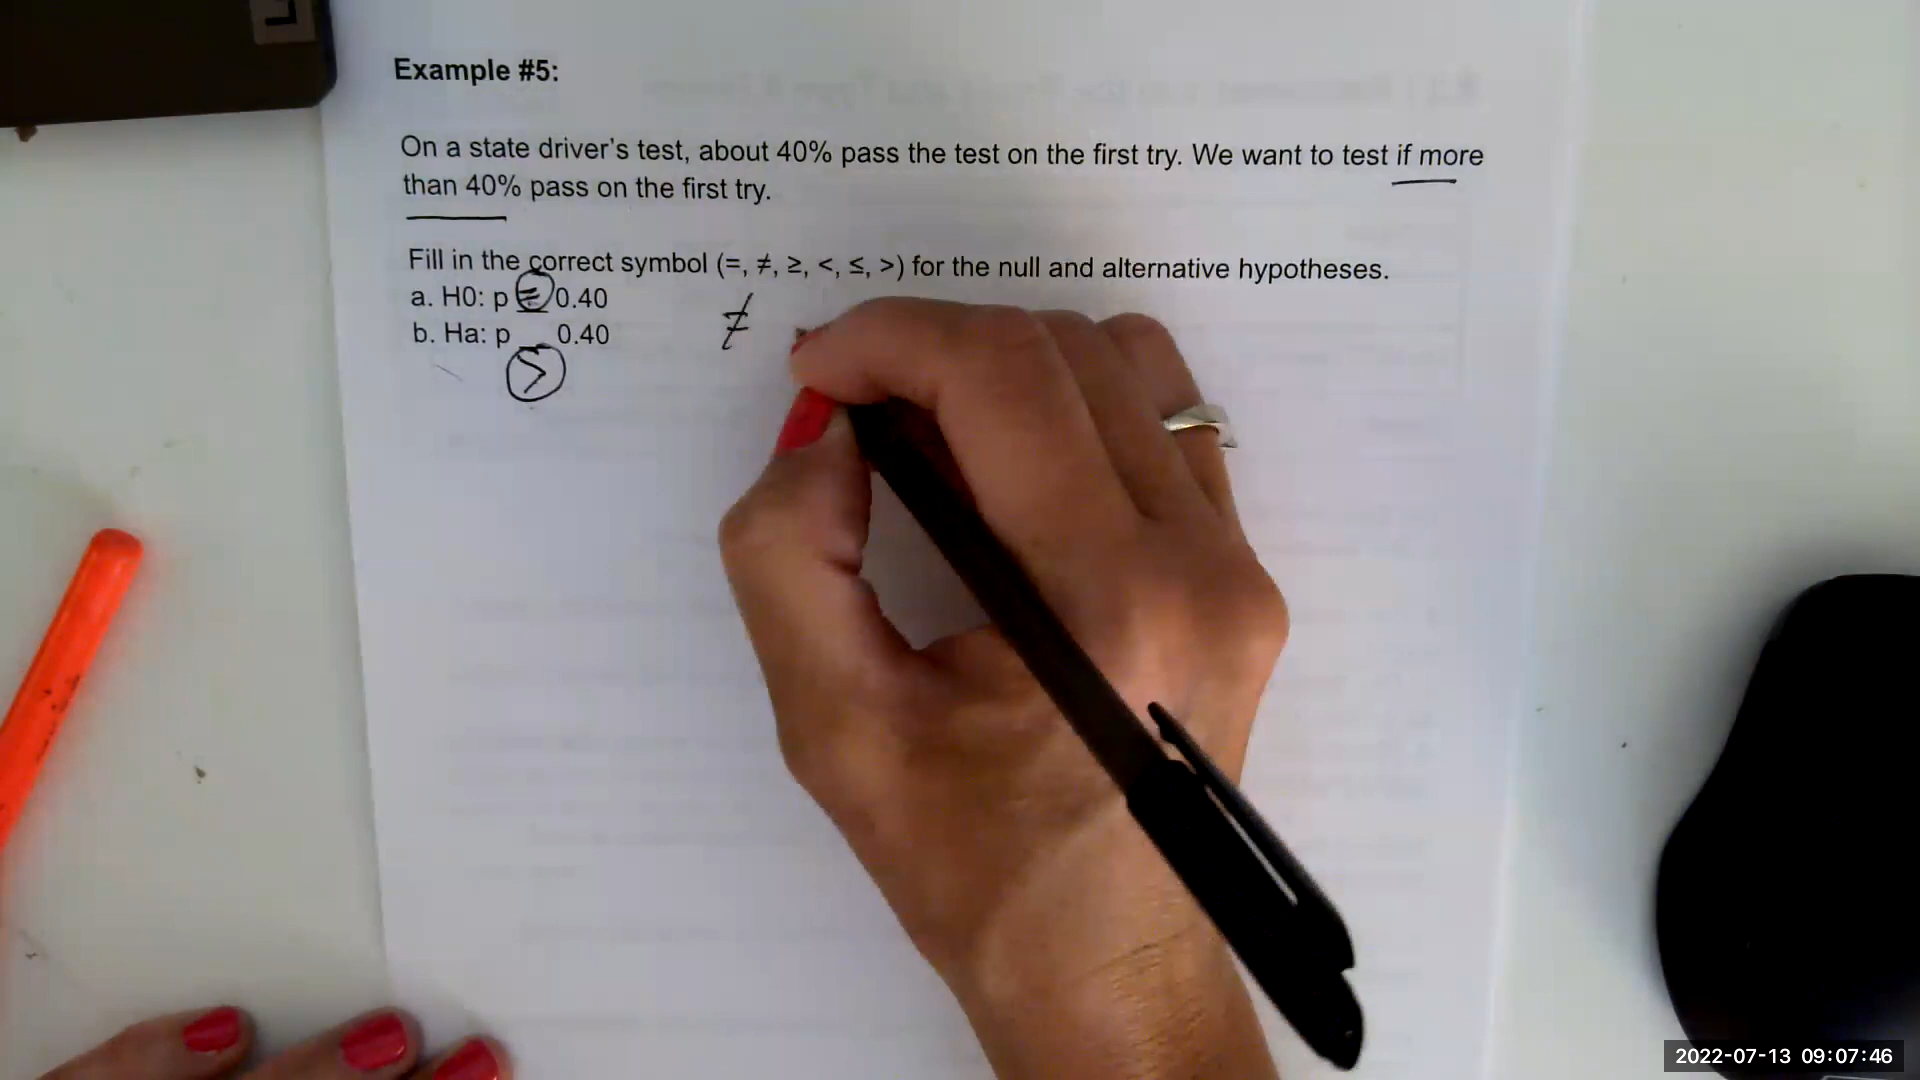 Example #5:
On a state driver's test, about 40% pass the test on the first try. We want to test if more
than 40% pass on the first try.
Fill in the correct symbol (=, ≠, ≥, <, ≤, >) for the null and alternative hypotheses.
a. H0: p = 0.40
b. Ha: p __ 0.40
>
≠
2022-07-13 09:07:46